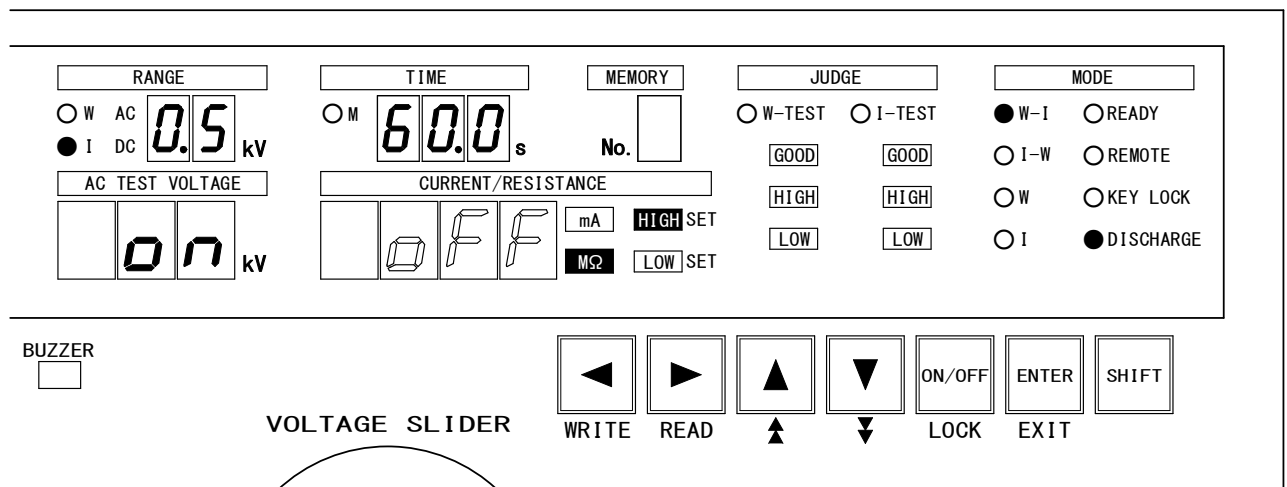 RANGE TIME MEMORY JUDGE MODE
W AC 0.5 kV M 60.0 s No. W-TEST I-TEST W-I READY
I DC GOOD GOOD I-W REMOTE
AC TEST VOLTAGE CURRENT/RESISTANCE HIGH HIGH W KEY LOCK
on kV oFF mA HIGH SET LOW LOW I DISCHARGE
MΩ LOW SET
BUZZER
ON/OFF ENTER SHIFT
VOLTAGE SLIDER WRITE READ LOCK EXIT